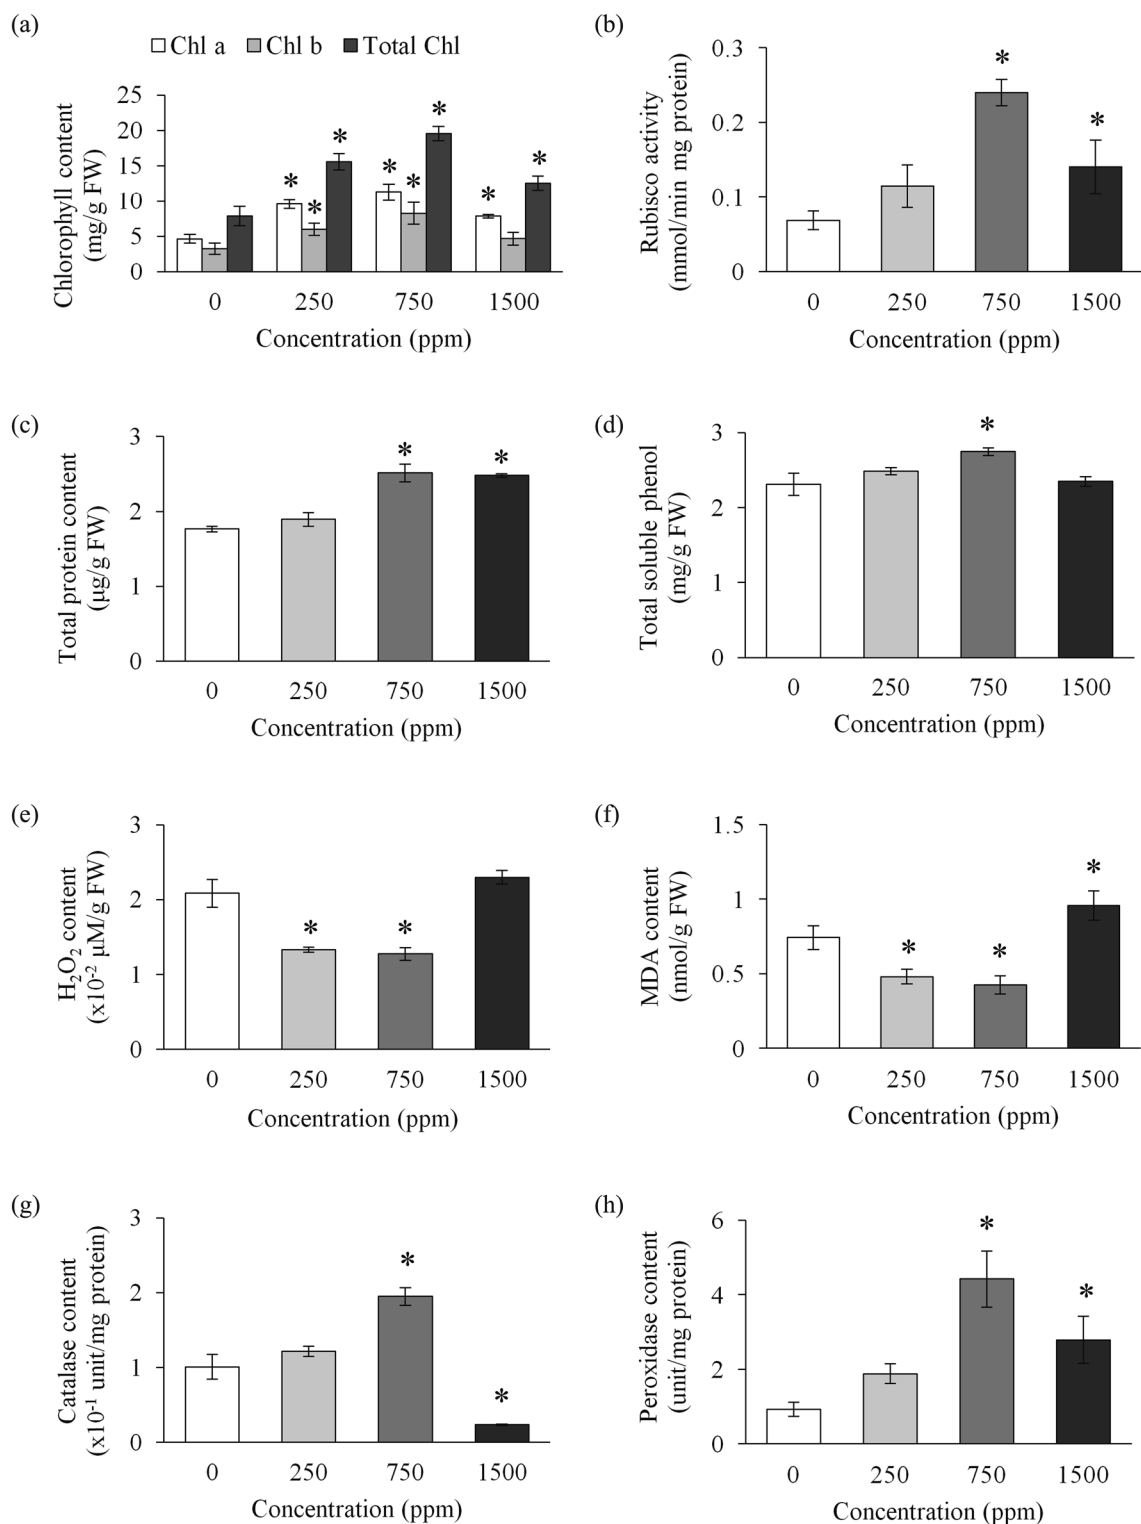 (a)
Chl a Chl b Total Chl
Chlorophyll content
(mg/g FW)
25
20
15
10
5
0
* * * * * * * *
0 250 750 1500
Concentration (ppm)
(b)
Rubisco activity
(mmol/min mg protein)
0.3
0.2
0.1
0
* *
0 250 750 1500
Concentration (ppm)
(c)
Total protein content
(µg/g FW)
3
2
1
0
* *
0 250 750 1500
Concentration (ppm)
(d)
Total soluble phenol
(mg/g FW)
3
2
1
0
*
0 250 750 1500
Concentration (ppm)
(e)
H₂O₂ content
(x10⁻² µM/g FW)
3
2
1
0
* *
0 250 750 1500
Concentration (ppm)
(f)
MDA content
(nmol/g FW)
1.5
1
0.5
0
* * *
0 250 750 1500
Concentration (ppm)
(g)
Catalase content
(x10⁻¹ unit/mg protein)
3
2
1
0
* *
0 250 750 1500
Concentration (ppm)
(h)
Peroxidase content
(unit/mg protein)
6
4
2
0
* *
0 250 750 1500
Concentration (ppm)